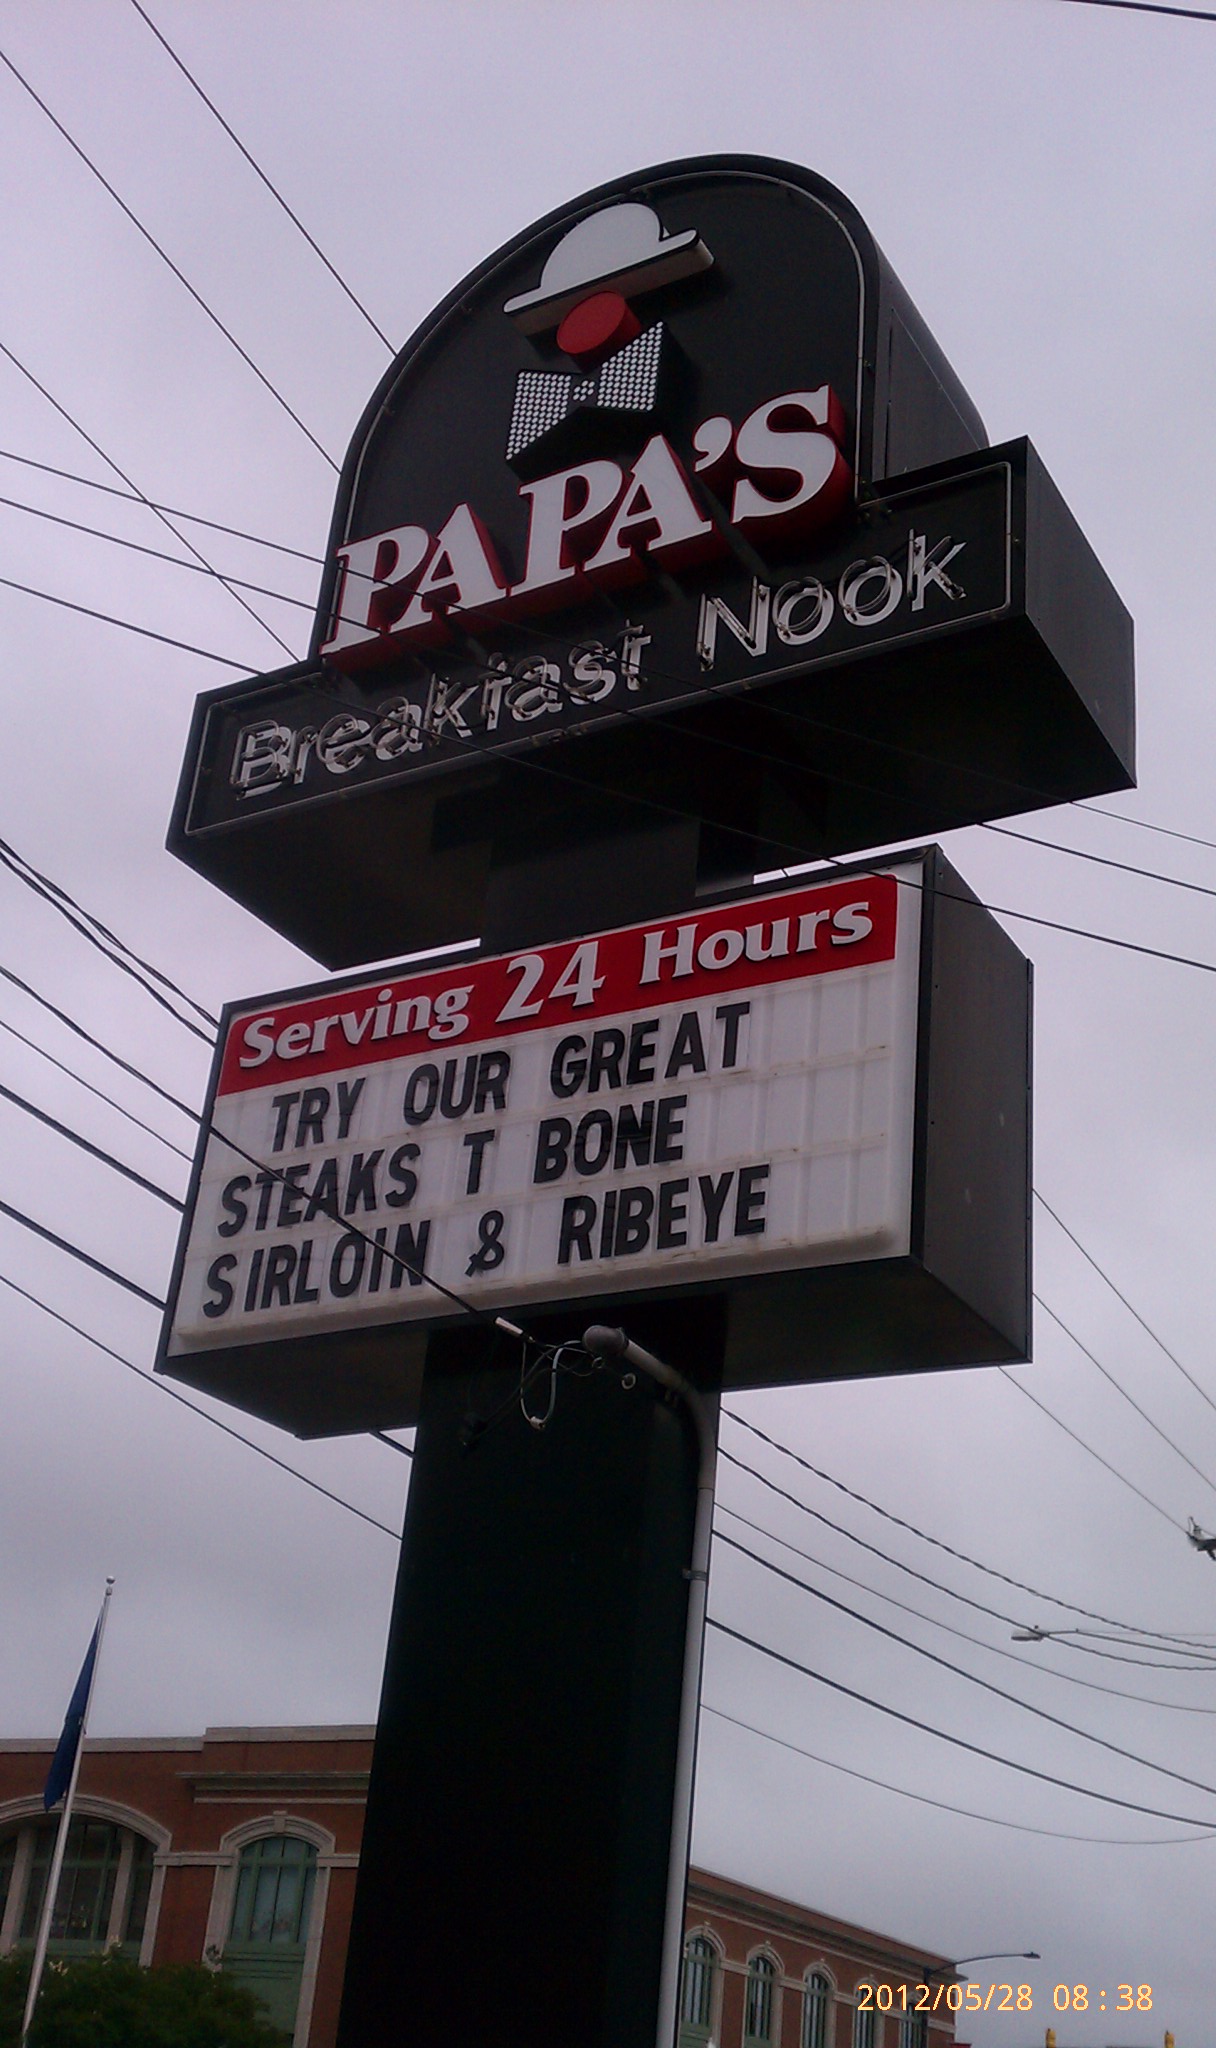 PAPA'S
Breakfast Nook
Serving 24 Hours
TRY OUR GREAT
STEAKS T BONE
SIRLOIN & RIBEYE
2012/05/28 08:38